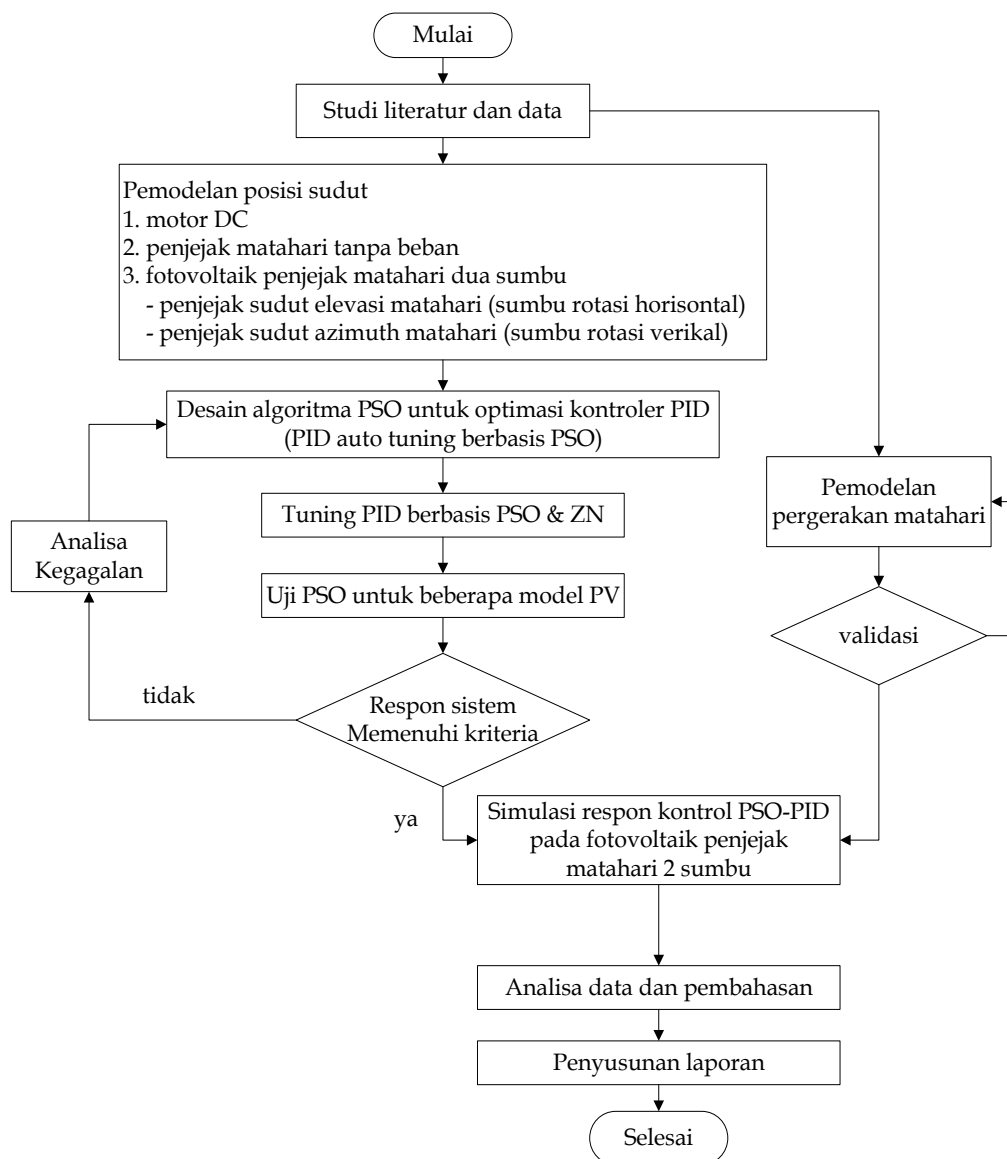 Mulai
Studi literatur dan data
Pemodelan posisi sudut
1. motor DC
2. penjejak matahari tanpa beban
3. fotovoltaik penjejak matahari dua sumbu
- penjejak sudut elevasi matahari (sumbu rotasi horisontal)
- penjejak sudut azimuth matahari (sumbu rotasi verikal)
Desain algoritma PSO untuk optimasi kontroler PID
(PID auto tuning berbasis PSO)
Tuning PID berbasis PSO & ZN
Uji PSO untuk beberapa model PV
Analisa
Kegagalan
Respon sistem
Memenuhi kriteria
tidak
ya
Pemodelan
pergerakan matahari
validasi
Simulasi respon kontrol PSO-PID
pada fotovoltaik penjejak
matahari 2 sumbu
Analisa data dan pembahasan
Penyusunan laporan
Selesai